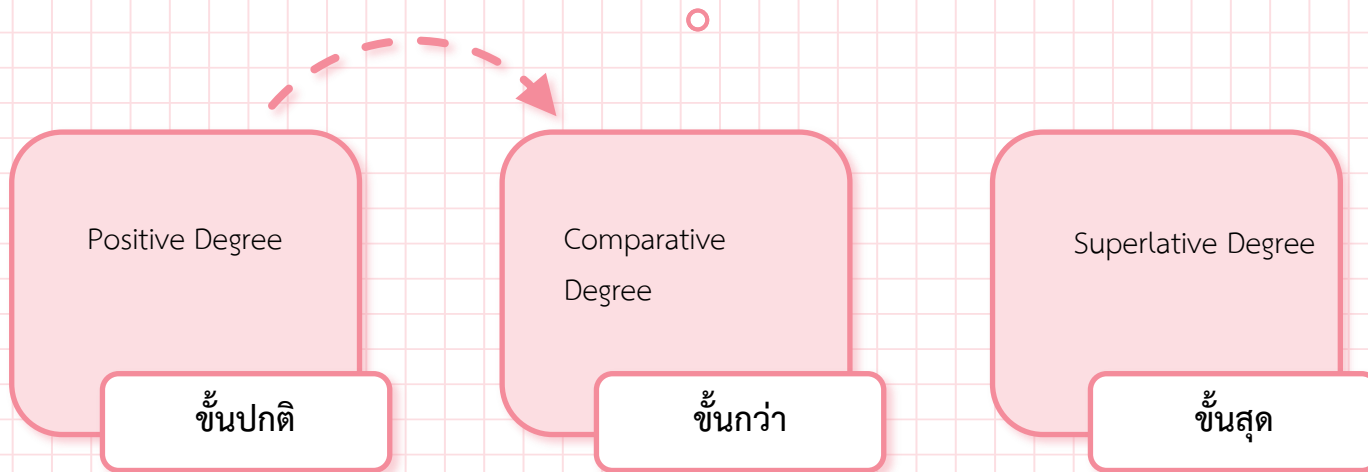 Positive Degree
ขั้นปกติ
Comparative
Degree
ขั้นกว่า
Superlative Degree
ขั้นสุด